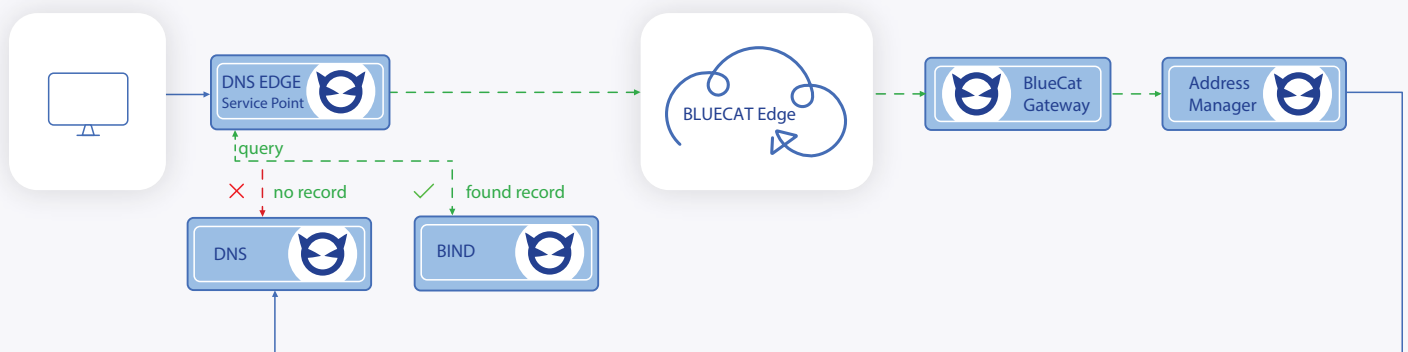 DNS EDGE
Service Point
BLUECAT Edge
BlueCat
Gateway
Address
Manager
query
no record
found record
DNS
BIND